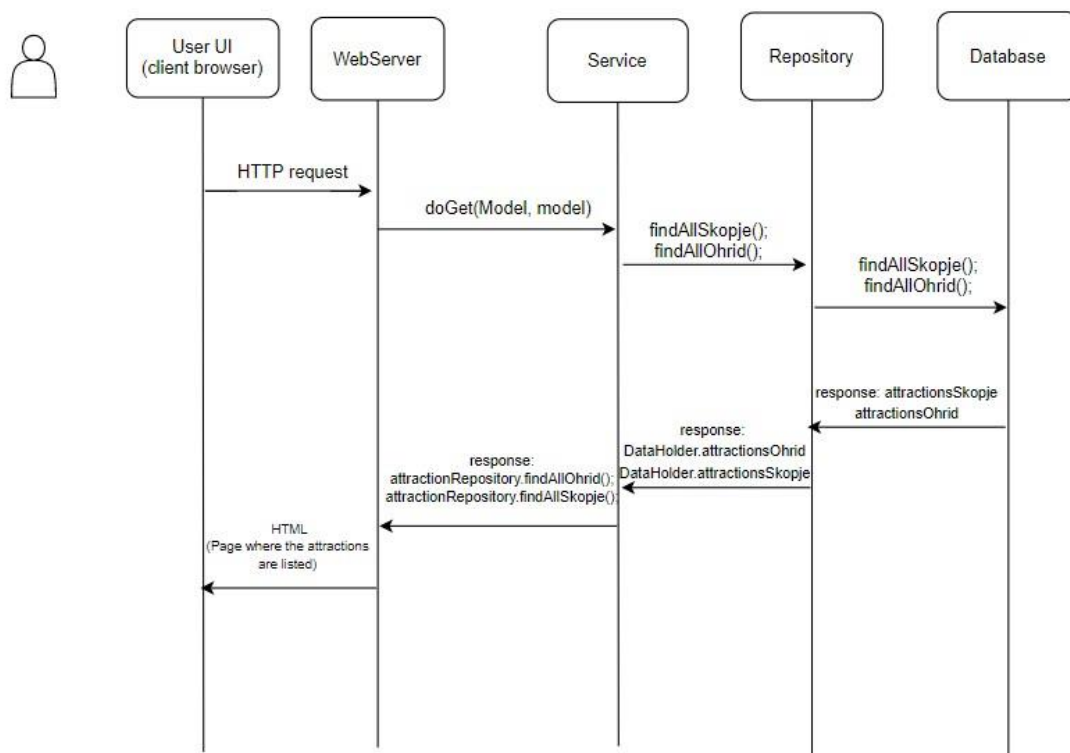 User UI
(client browser)
WebServer
Service
Repository
Database
HTTP request
doGet(Model, model)
findAllSkopje();
findAllOhrid();
findAllSkopje();
findAllOhrid();
response: attractionsSkopje
attractionsOhrid
response:
DataHolder.attractionsOhrid
DataHolder.attractionsSkopje
response:
attractionRepository.findAllOhrid();
attractionRepository.findAllSkopje();
HTML
(Page where the attractions
are listed)